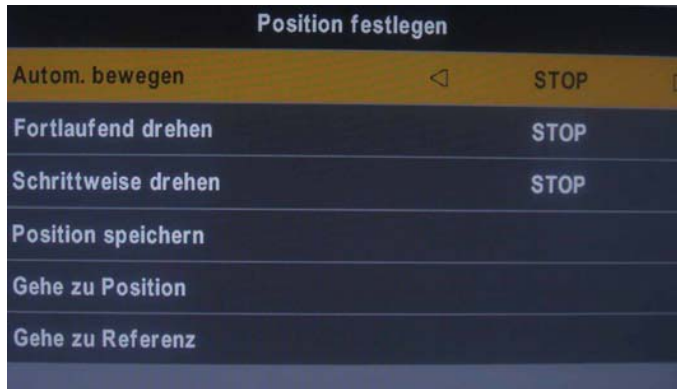 Position festlegen
Autom. bewegen STOP
Fortlaufend drehen STOP
Schrittweise drehen STOP
Position speichern
Gehe zu Position
Gehe zu Referenz